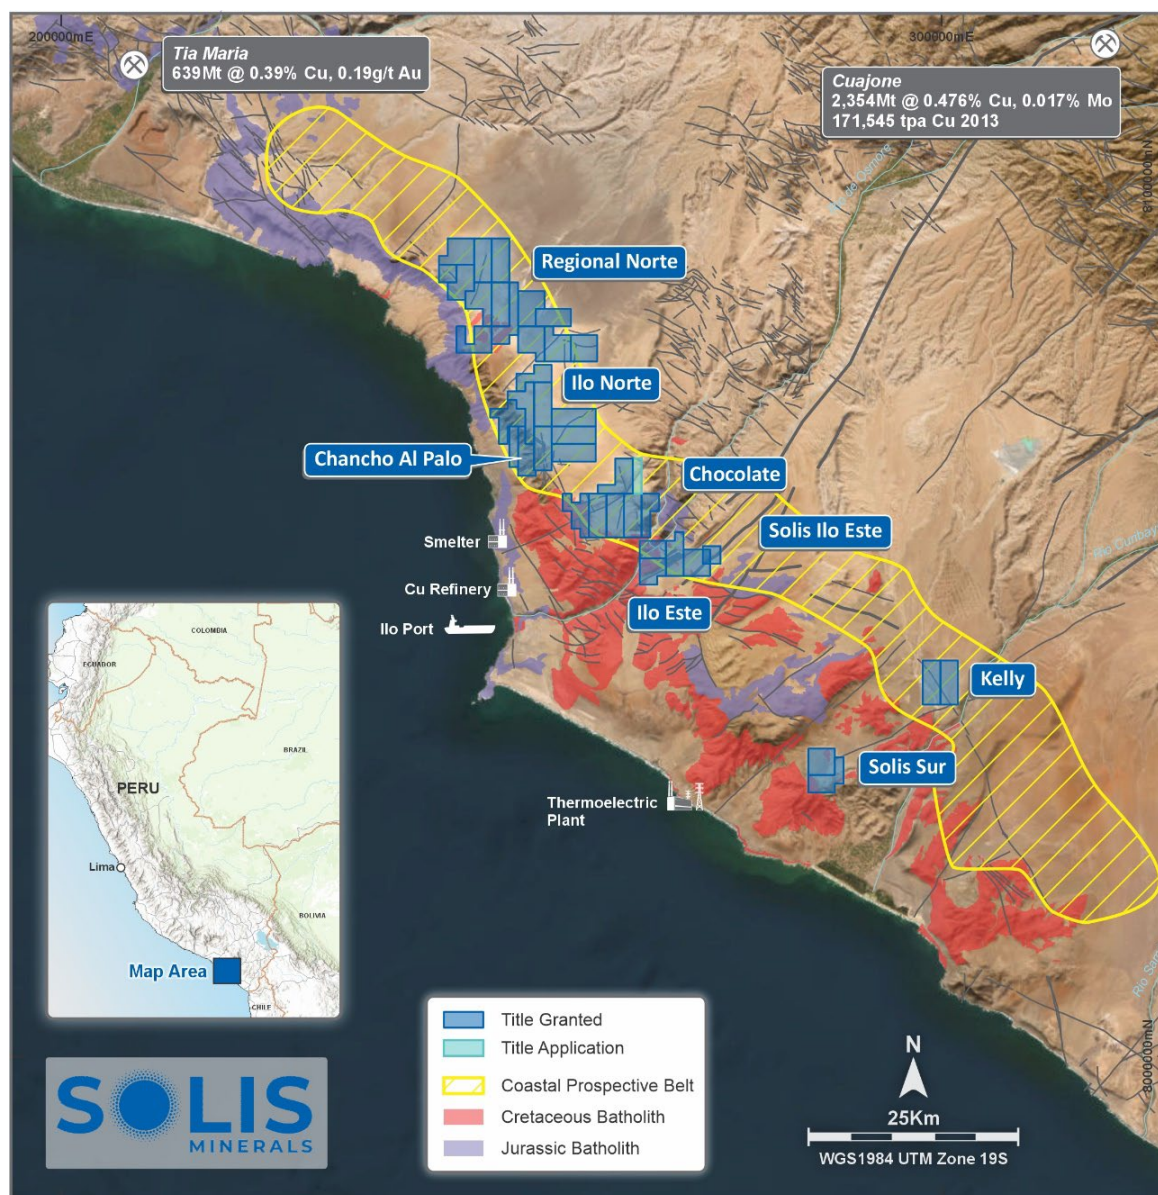 200000mE
300000mE
Tia Maria
639Mt @ 0.39% Cu, 0.19g/t Au
Cuajone
2,354Mt @ 0.476% Cu, 0.017% Mo
171,545 tpa Cu 2013
8100000mN
Regional Norte
Ilo Norte
Chancho Al Palo
Chocolate
Solis Ilo Este
Smelter
Cu Refinery
Ilo Port
Ilo Este
Kelly
Solis Sur
Thermoelectric
Plant
COLOMBIA
ECUADOR
BRAZIL
PERU
Lima
BOLIVIA
Map Area
CHILE
Title Granted
Title Application
Coastal Prospective Belt
Cretaceous Batholith
Jurassic Batholith
N
25Km
WGS1984 UTM Zone 19S
8000000mN
SOLIS
MINERALS